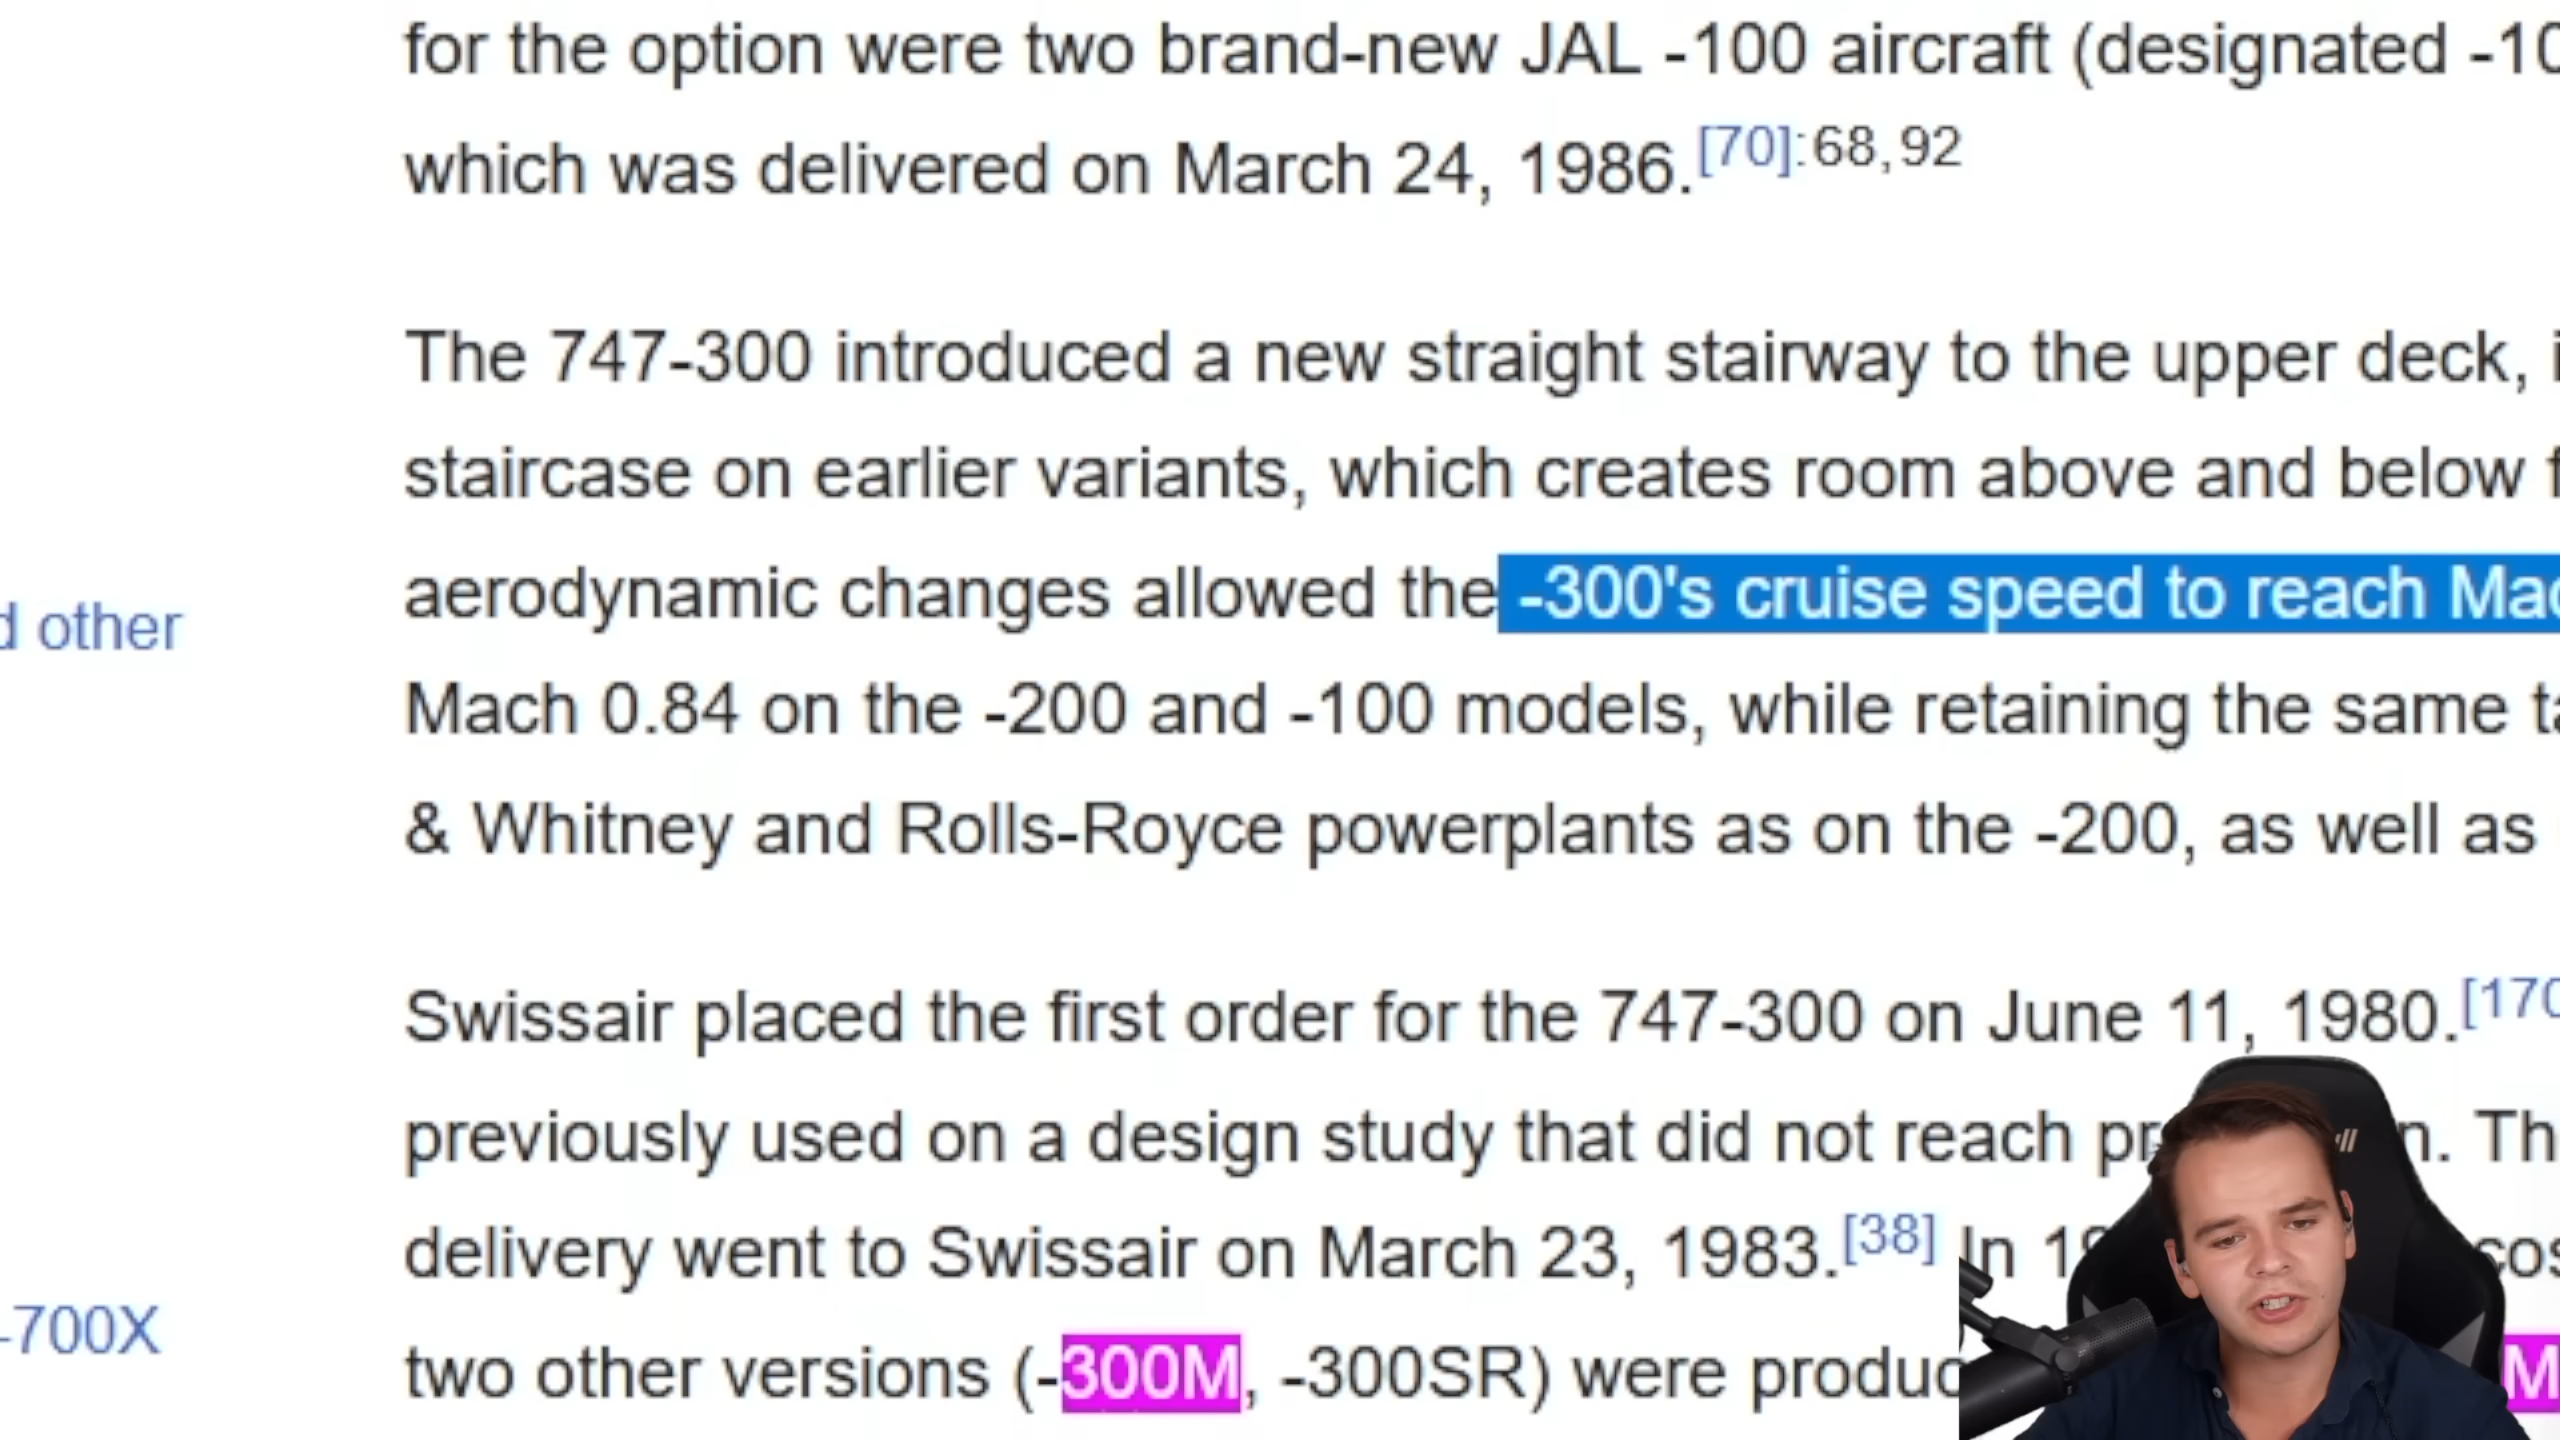 for the option were two brand-new JAL -100 aircraft (designated -10
which was delivered on March 24, 1986.[70]:68,92
The 747-300 introduced a new straight stairway to the upper deck,
staircase on earlier variants, which creates room above and below
aerodynamic changes allowed the -300's cruise speed to reach Mac
d other
Mach 0.84 on the -200 and -100 models, while retaining the same
& Whitney and Rolls-Royce powerplants as on the -200, as well as
Swissair placed the first order for the 747-300 on June 11, 1980.[170
previously used on a design study that did not reach pr n. Th
delivery went to Swissair on March 23, 1983.[38] In 19 cos
-700X
two other versions (-300M, -300SR) were produc M